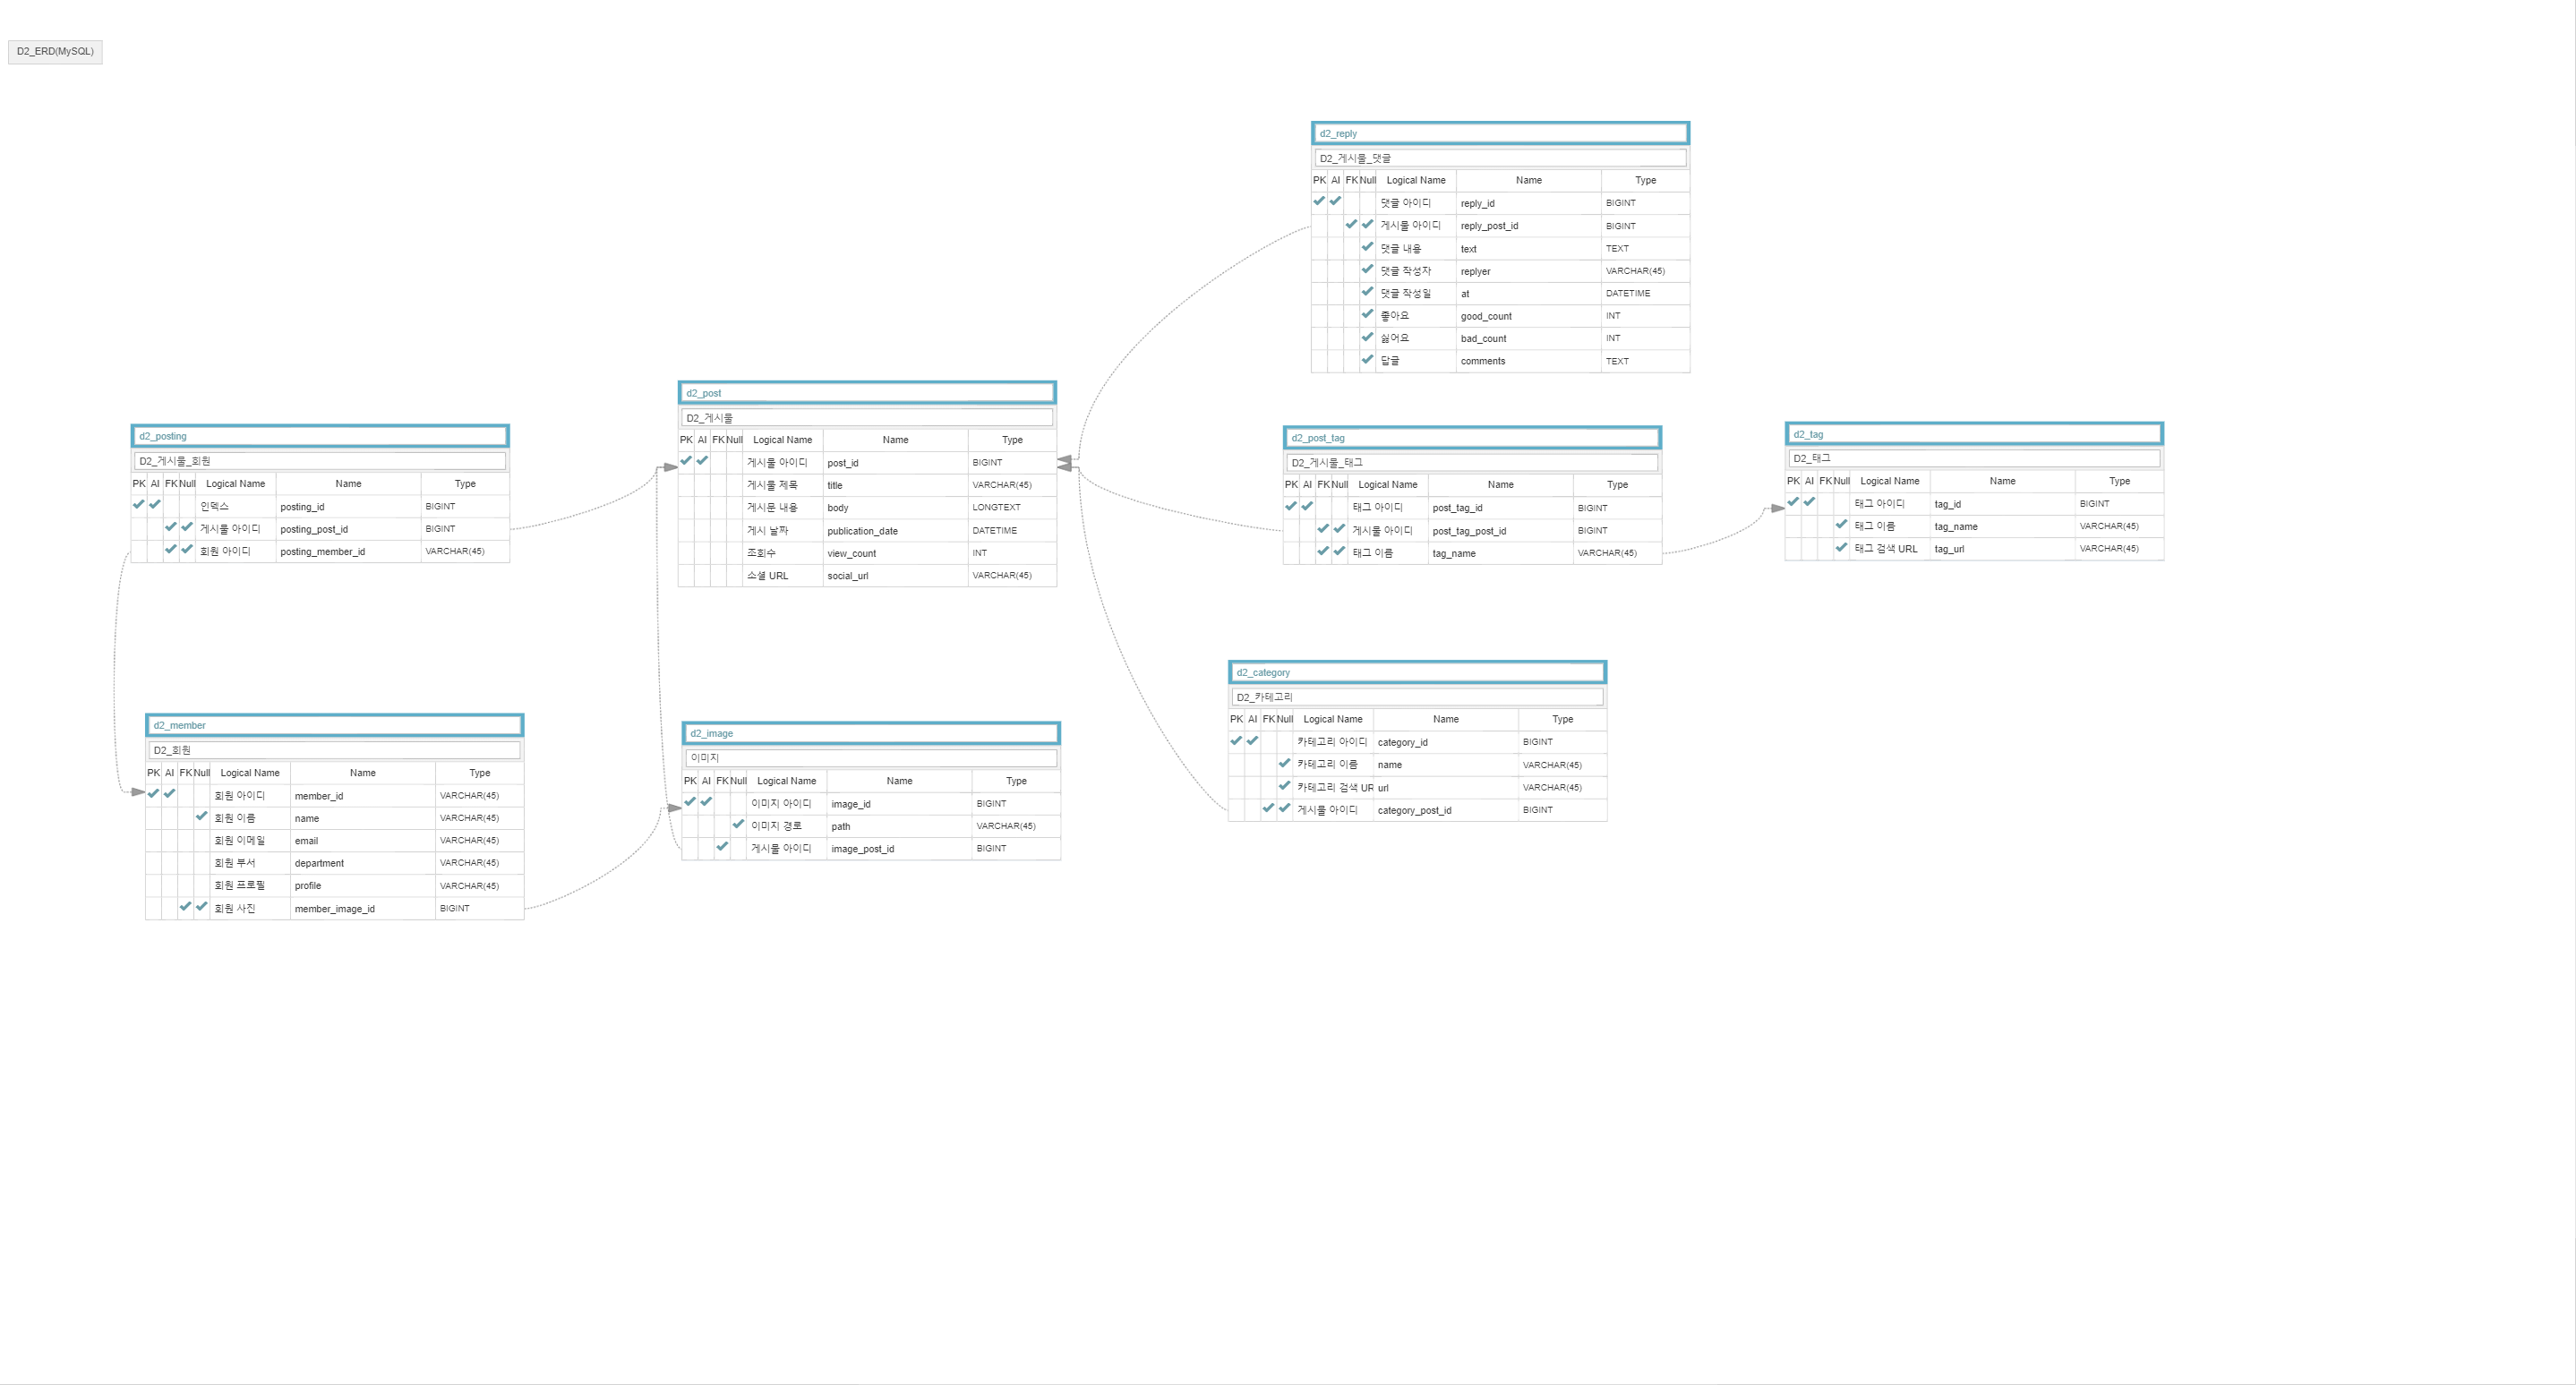 D2_ERD(MySQL)
d2_reply
D2_게시물_댓글
PK AI FK Null Logical Name Name Type
댓글 아이디 reply_id BIGINT
게시물 아이디 reply_post_id BIGINT
댓글 내용 text TEXT
댓글 작성자 replyer VARCHAR(45)
댓글 작성일 at DATETIME
좋아요 good_count INT
싫어요 bad_count INT
답글 comments TEXT
d2_post
D2_게시물
PK AI FK Null Logical Name Name Type
게시물 아이디 post_id BIGINT
게시물 제목 title VARCHAR(45)
게시문 내용 body LONGTEXT
게시 날짜 publication_date DATETIME
조회수 view_count INT
소셜 URL social_url VARCHAR(45)
d2_posting
D2_게시물_회원
PK AI FK Null Logical Name Name Type
인덱스 posting_id BIGINT
게시물 아이디 posting_post_id BIGINT
회원 아이디 posting_member_id VARCHAR(45)
d2_post_tag
D2_게시물_태그
PK AI FK Null Logical Name Name Type
태그 아이디 post_tag_id BIGINT
게시물 아이디 post_tag_post_id BIGINT
태그 이름 tag_name VARCHAR(45)
d2_tag
D2_태그
PK AI FK Null Logical Name Name Type
태그 아이디 tag_id BIGINT
태그 이름 tag_name VARCHAR(45)
태그 검색 URL tag_url VARCHAR(45)
d2_category
D2_카테고리
PK AI FK Null Logical Name Name Type
카테고리 아이디 category_id BIGINT
카테고리 이름 name VARCHAR(45)
카테고리 검색 UR url VARCHAR(45)
게시물 아이디 category_post_id BIGINT
d2_member
D2_회원
PK AI FK Null Logical Name Name Type
회원 아이디 member_id VARCHAR(45)
회원 이름 name VARCHAR(45)
회원 이메일 email VARCHAR(45)
회원 부서 department VARCHAR(45)
회원 프로필 profile VARCHAR(45)
회원 사진 member_image_id BIGINT
d2_image
이미지
PK AI FK Null Logical Name Name Type
이미지 아이디 image_id BIGINT
이미지 경로 path VARCHAR(45)
게시물 아이디 image_post_id BIGINT